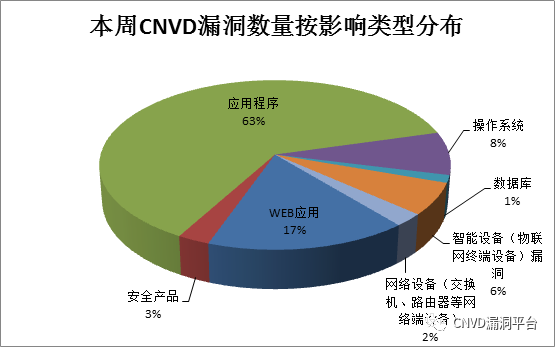 本周CNVD漏洞数量按影响类型分布
应用程序
63%
操作系统
8%
数据库
1%
智能设备（物联
网终端设备）漏
洞
6%
网络设备（交换
机、路由器等网
络端设备）
2%
WEB应用
17%
安全产品
3%
CNVD漏洞平台